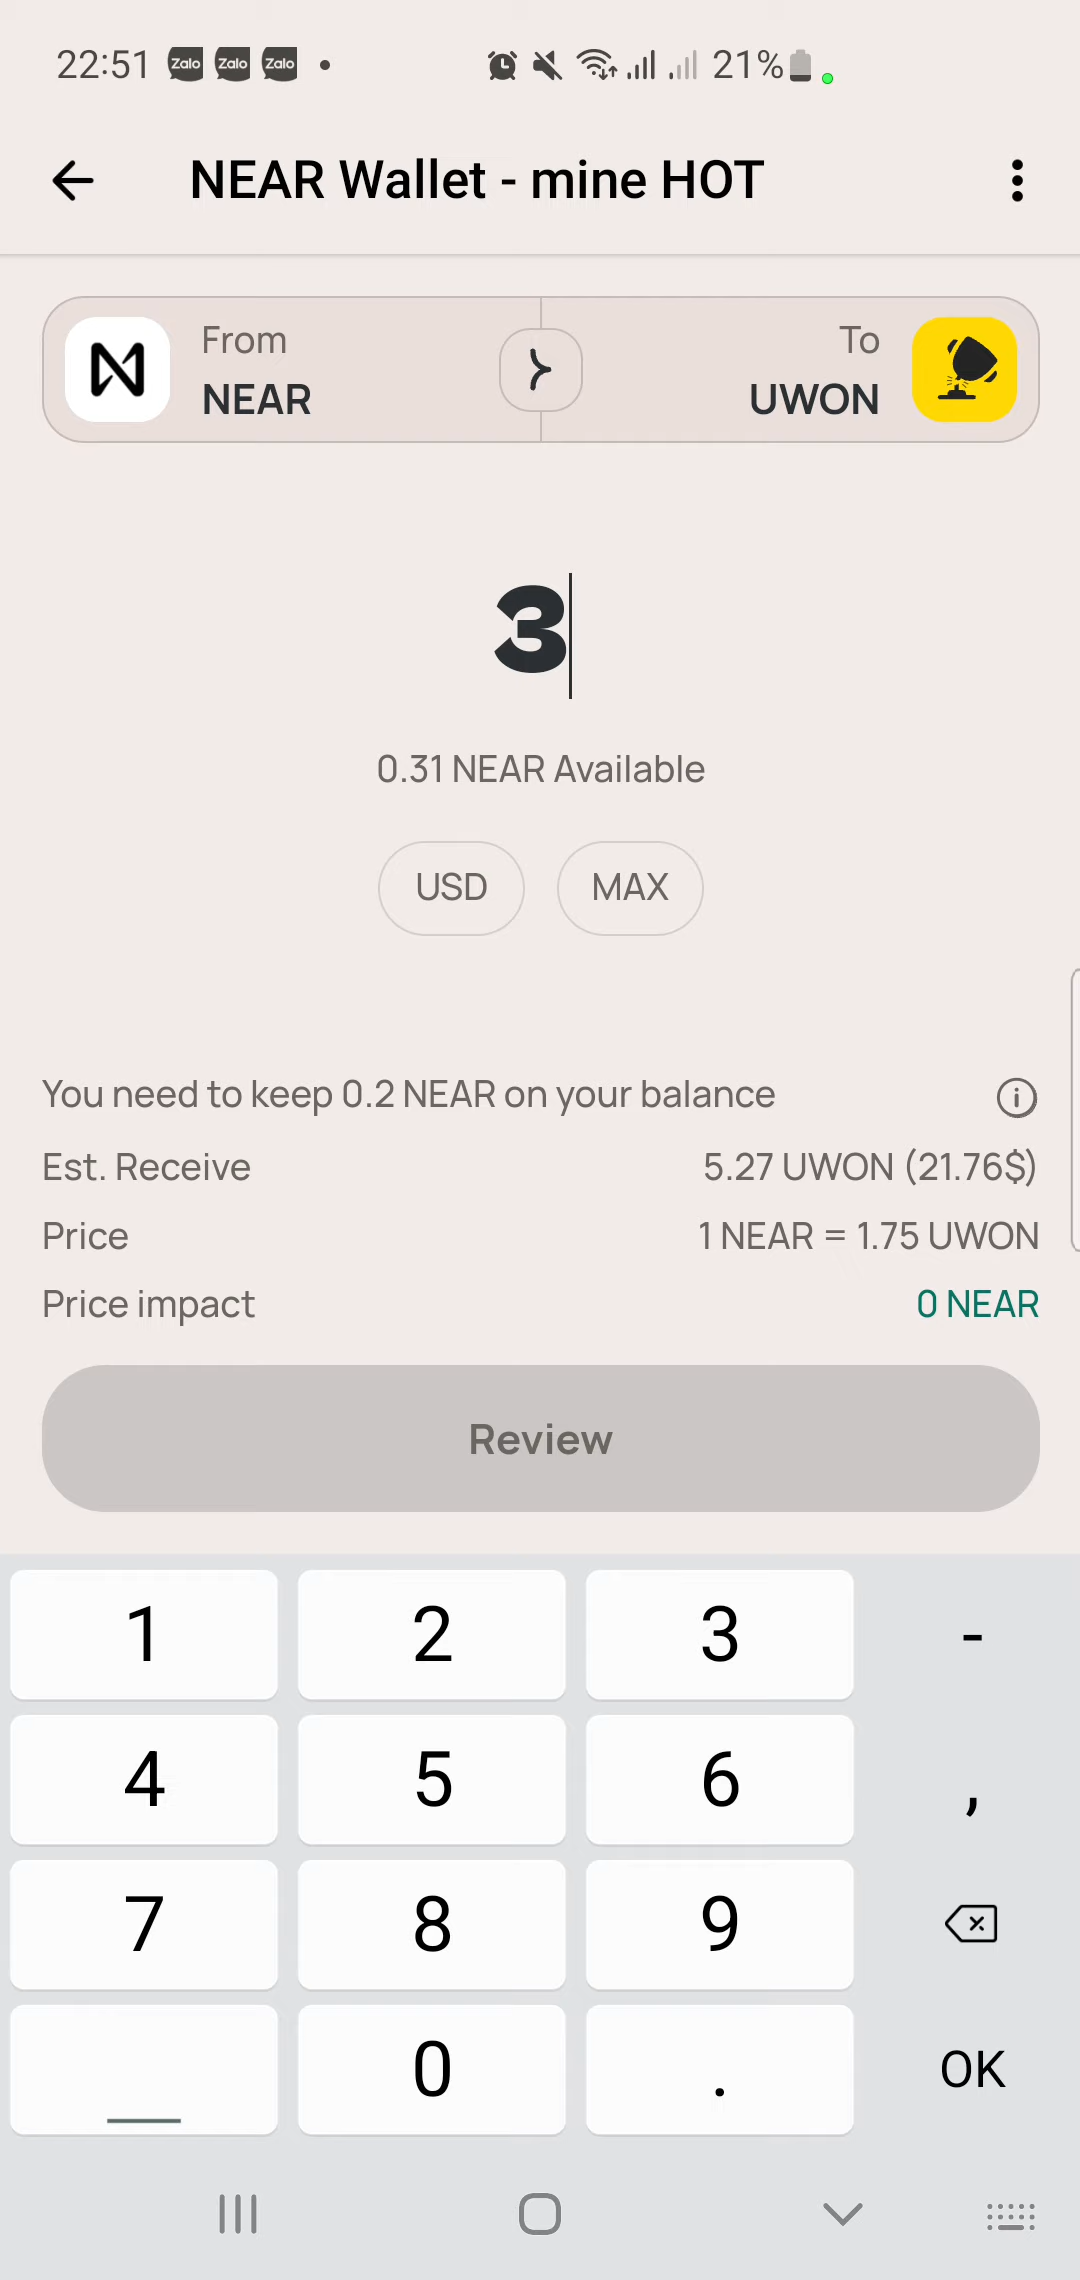 22:51 Zalo Zalo Zalo 21%
NEAR Wallet - mine HOT
From To
NEAR UWON
3
0.31 NEAR Available
USD MAX
You need to keep 0.2 NEAR on your balance
Est. Receive 5.27 UWON (21.76$)
Price 1 NEAR = 1.75 UWON
Price impact 0 NEAR
Review
1 2 3 -
4 5 6 ,
7 8 9
0 . OK